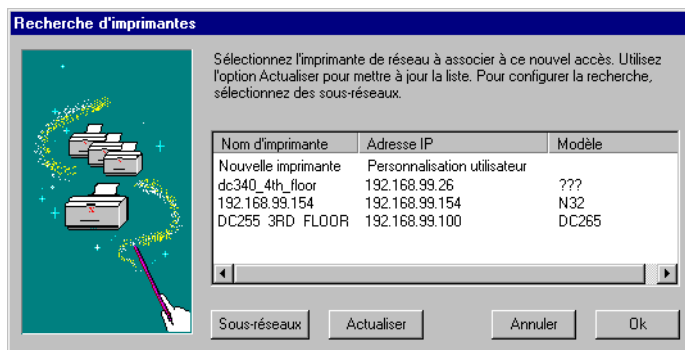 Recherche d'imprimantes
Sélectionnez l'imprimante de réseau à associer à ce nouvel accès. Utilisez
l'option Actualiser pour mettre à jour la liste. Pour configurer la recherche,
sélectionnez des sous-réseaux.
Nom d'imprimante Adresse IP Modèle
Nouvelle imprimante Personnalisation utilisateur
dc340_4th_floor 192.168.99.26 ???
192.168.99.154 192.168.99.154 N32
DC255 3RD FLOOR 192.168.99.100 DC265
Sous-réseaux Actualiser Annuler Ok